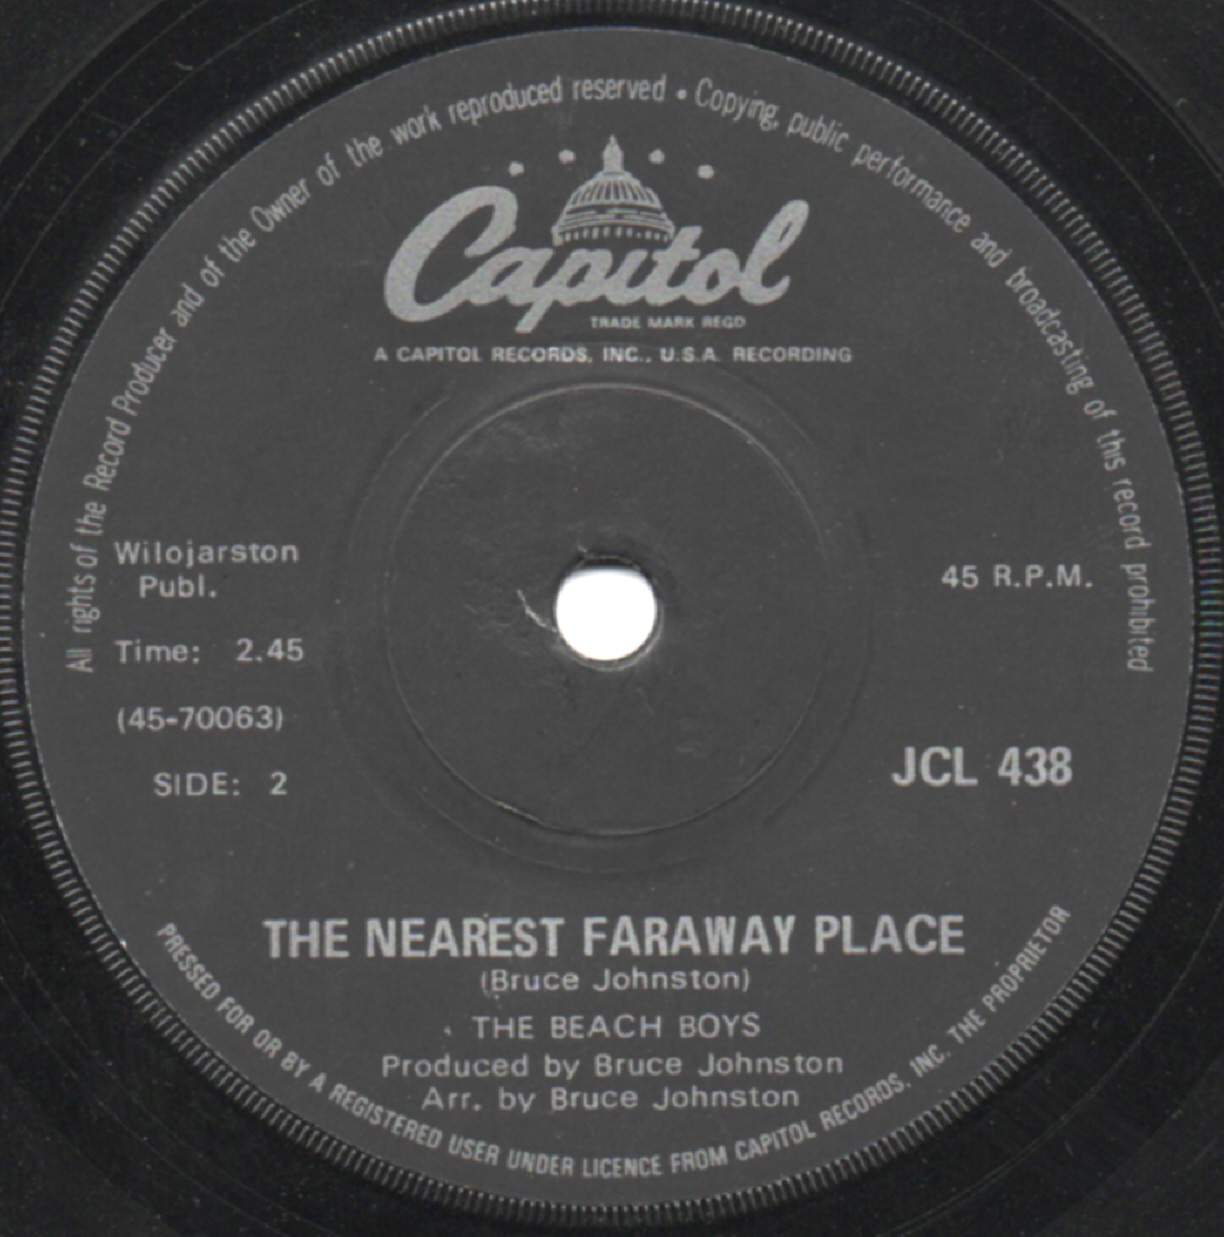 All rights of the Record Producer and of the Owner of the work reproduced reserved • Copying, public performance and broadcasting of this record prohibited
Capitol
TRADE MARK REGD
A CAPITOL RECORDS, INC., U.S.A. RECORDING
Wilojarston
Publ.
45 R.P.M.
Time: 2.45
(45-70063)
JCL 438
SIDE: 2
THE NEAREST FARAWAY PLACE
(Bruce Johnston)
THE BEACH BOYS
Produced by Bruce Johnston
Arr. by Bruce Johnston
PRESSED FOR OR BY A REGISTERED USER UNDER LICENCE FROM CAPITOL RECORDS, INC. THE PROPRIETOR